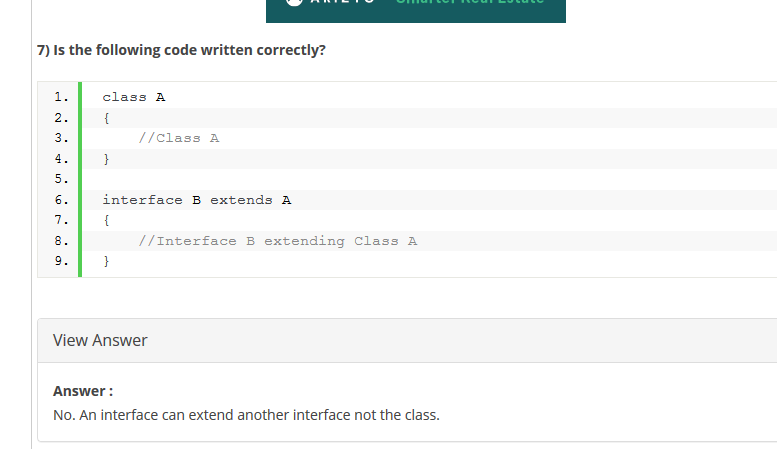 7) Is the following code written correctly?
1. class A
2. {
3. //Class A
4. }
5.
6. interface B extends A
7. {
8. //Interface B extending Class A
9. }
View Answer
Answer :
No. An interface can extend another interface not the class.